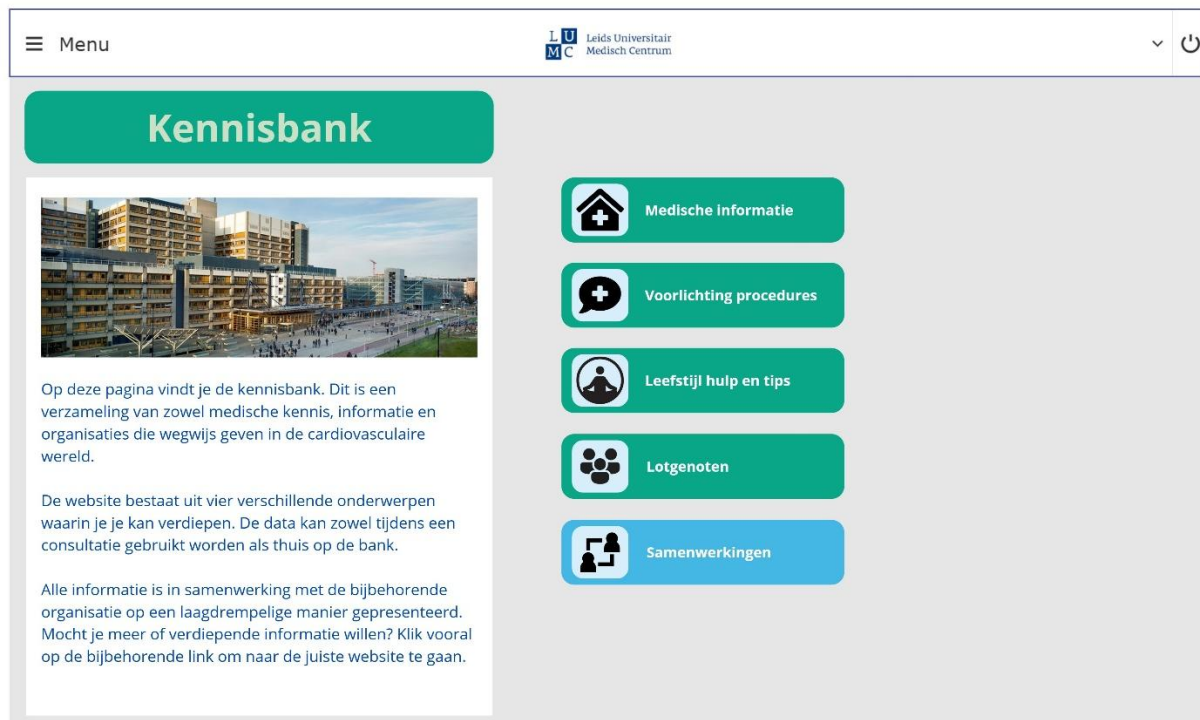 Menu
L U M C
Leids Universitair
Medisch Centrum
Kennisbank
Op deze pagina vindt je de kennisbank. Dit is een
verzameling van zowel medische kennis, informatie en
organisaties die wegwijs geven in de cardiovasculaire
wereld.
De website bestaat uit vier verschillende onderwerpen
waarin je je kan verdiepen. De data kan zowel tijdens een
consultatie gebruikt worden als thuis op de bank.
Alle informatie is in samenwerking met de bijbehorende
organisatie op een laagdrempelige manier gepresenteerd.
Mocht je meer of verdiepende informatie willen? Klik vooral
op de bijbehorende link om naar de juiste website te gaan.
Medische informatie
Voorlichting procedures
Leefstijl hulp en tips
Lotgenoten
Samenwerkingen